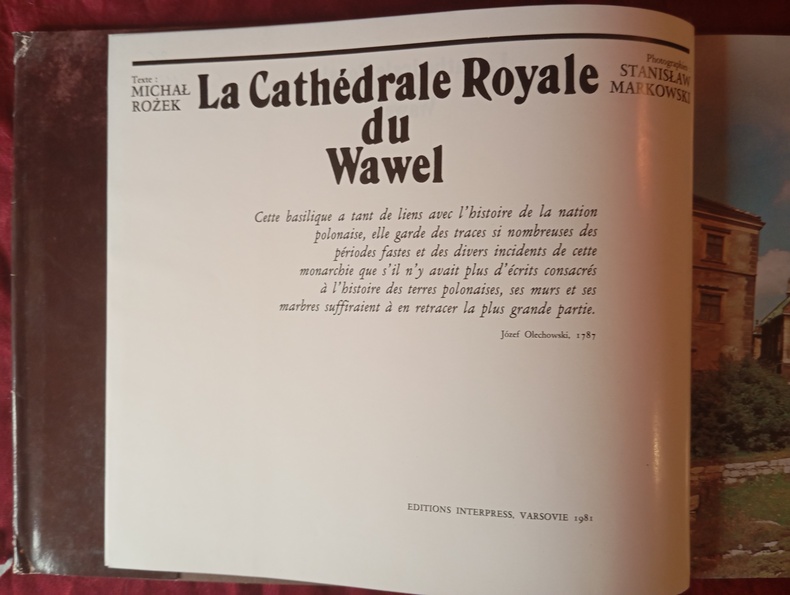 Texte :
MICHAŁ
ROŻEK
La Cathédrale Royale
du
Wawel
Photographies :
STANISŁAW
MARKOWSKI
Cette basilique a tant de liens avec l'histoire de la nation
polonaise, elle garde des traces si nombreuses des
périodes fastes et des divers incidents de cette
monarchie que s'il n'y avait plus d'écrits consacrés
à l'histoire des terres polonaises, ses murs et ses
marbres suffiraient à en retracer la plus grande partie.
Józef Olechowski, 1787
EDITIONS INTERPRESS, VARSOVIE 1981